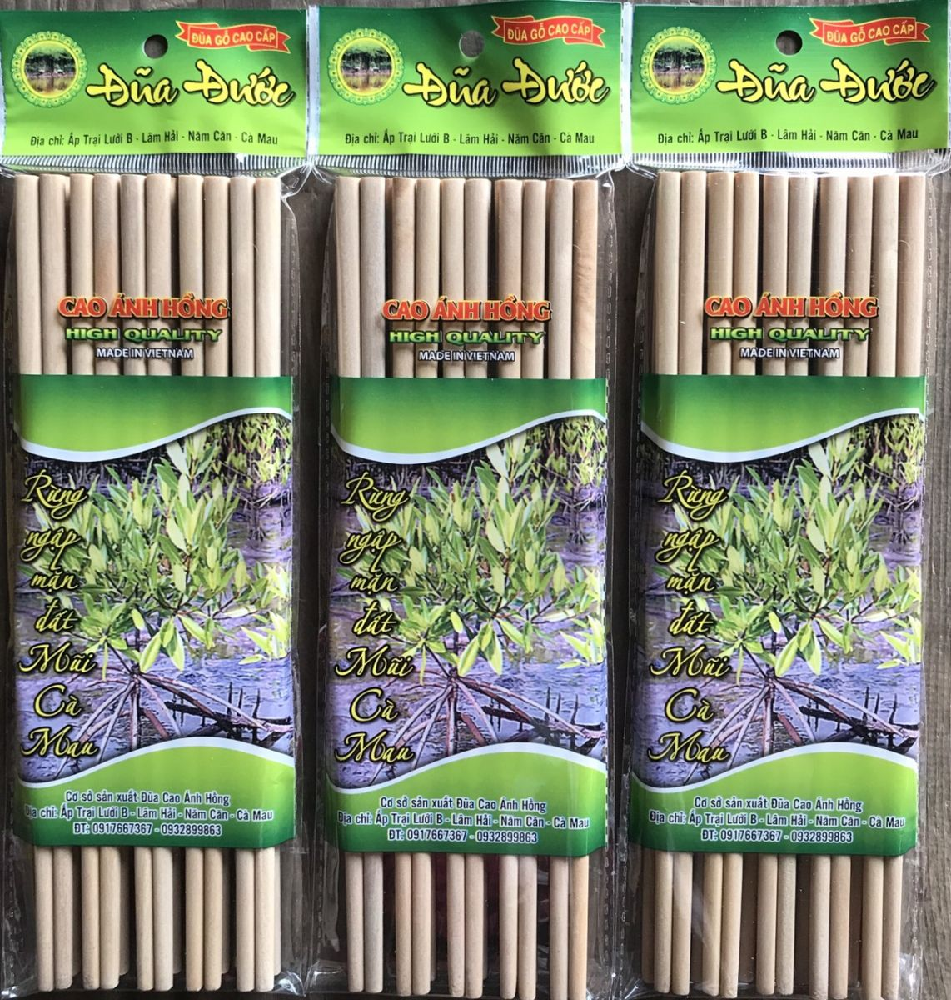 ĐŨA GỖ CAO CẤP
Đũa Đước
Địa chỉ: Ấp Trại Lưới B - Lâm Hải - Năm Căn - Cà Mau
CAO ÁNH HỒNG
HIGH QUALITY
MADE IN VIETNAM
Rừng
ngập
mặn
đất
Mũi
Cà
Mau
Cơ sở sản xuất Đũa Cao Ánh Hồng
Địa chỉ: Ấp Trại Lưới B - Lâm Hải - Năm Căn - Cà Mau
ĐT: 0917667367 - 0932899863
ĐŨA GỖ CAO CẤP
Đũa Đước
Địa chỉ: Ấp Trại Lưới B - Lâm Hải - Năm Căn - Cà Mau
CAO ÁNH HỒNG
HIGH QUALITY
MADE IN VIETNAM
Rừng
ngập
mặn
đất
Mũi
Cà
Mau
Cơ sở sản xuất Đũa Cao Ánh Hồng
Địa chỉ: Ấp Trại Lưới B - Lâm Hải - Năm Căn - Cà Mau
ĐT: 0917667367 - 0932899863
ĐŨA GỖ CAO CẤP
Đũa Đước
Địa chỉ: Ấp Trại Lưới B - Lâm Hải - Năm Căn - Cà Mau
CAO ÁNH HỒNG
HIGH QUALITY
MADE IN VIETNAM
Rừng
ngập
mặn
đất
Mũi
Cà
Mau
Cơ sở sản xuất Đũa Cao Ánh Hồng
Địa chỉ: Ấp Trại Lưới B - Lâm Hải - Năm Căn - Cà Mau
ĐT: 0917667367 - 0932899863